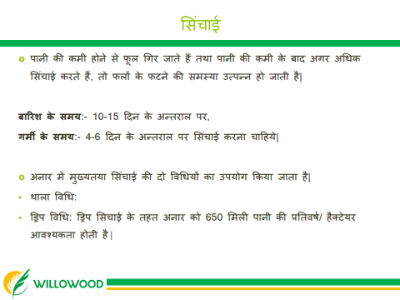 सिंचाई
पानी की कमी होने से फूल गिर जाते हैं तथा पानी की कमी के बाद अगर अधिक
सिंचाई करते हैं, तो फलों के फटने की समस्या उत्पन्न हो जाती है|
बारिश के समय:- 10-15 दिन के अन्तराल पर,
गर्मी के समय:- 4-6 दिन के अन्तराल पर सिंचाई करना चाहिये|
अनार में मुख्यतया सिंचाई की दो विधियों का उपयोग किया जाता है|
थाला विधि:
ड्रिप विधि: ड्रिप सिचाई के तहत अनार को 650 मिली पानी की प्रतिवर्ष/ हैक्टेयर
आवश्यकता होती है |
WILLOWOOD